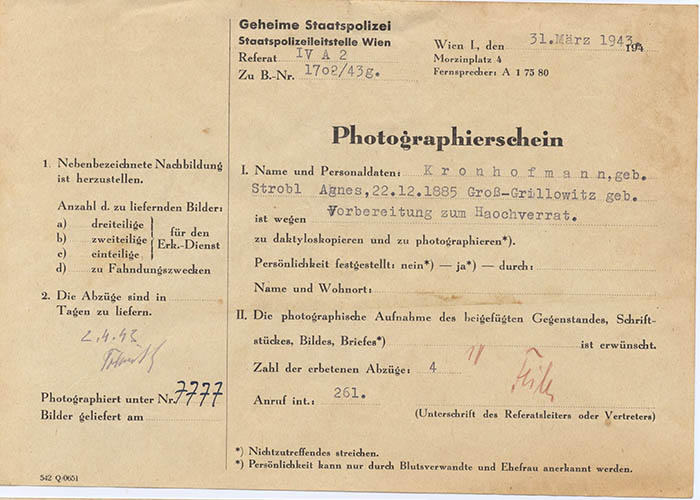 Geheime Staatspolizei
Staatspolizeileitstelle Wien
Referat IV A 2
Zu B.-Nr. 1702/43g.
Wien I., den 31.März 1943. 194
Morzinplatz 4
Fernsprecher: A 1 75 80
Photographierschein
1. Nebenbezeichnete Nachbildung
ist herzustellen.
Anzahl d. zu liefernden Bilder:
a) dreiteilige
b) zweiteilige
c) einteilige
für den
Erk.-Dienst
d) zu Fahndungszwecken
2. Die Abzüge sind in
Tagen zu liefern.
2.4.43
Photographiert unter Nr. 7777
Bilder geliefert am
I. Name und Personaldaten: Kronhofmann, geb.
Strobl Agnes, 22.12.1885 Groß-Grillowitz geb.
ist wegen Vorbereitung zum Haochverrat.
zu daktyloskopieren und zu photographieren*).
Persönlichkeit festgestellt: nein*) — ja*) — durch:
Name und Wohnort:
II. Die photographische Aufnahme des beigefügten Gegenstandes, Schrift-
stückes, Bildes, Briefes*) ist erwünscht.
Zahl der erbetenen Abzüge: 4
Anruf int.: 261.
(Unterschrift des Referatsleiters oder Vertreters)
*) Nichtzutreffendes streichen.
*) Persönlichkeit kann nur durch Blutsverwandte und Ehefrau anerkannt werden.
542 Q/0651